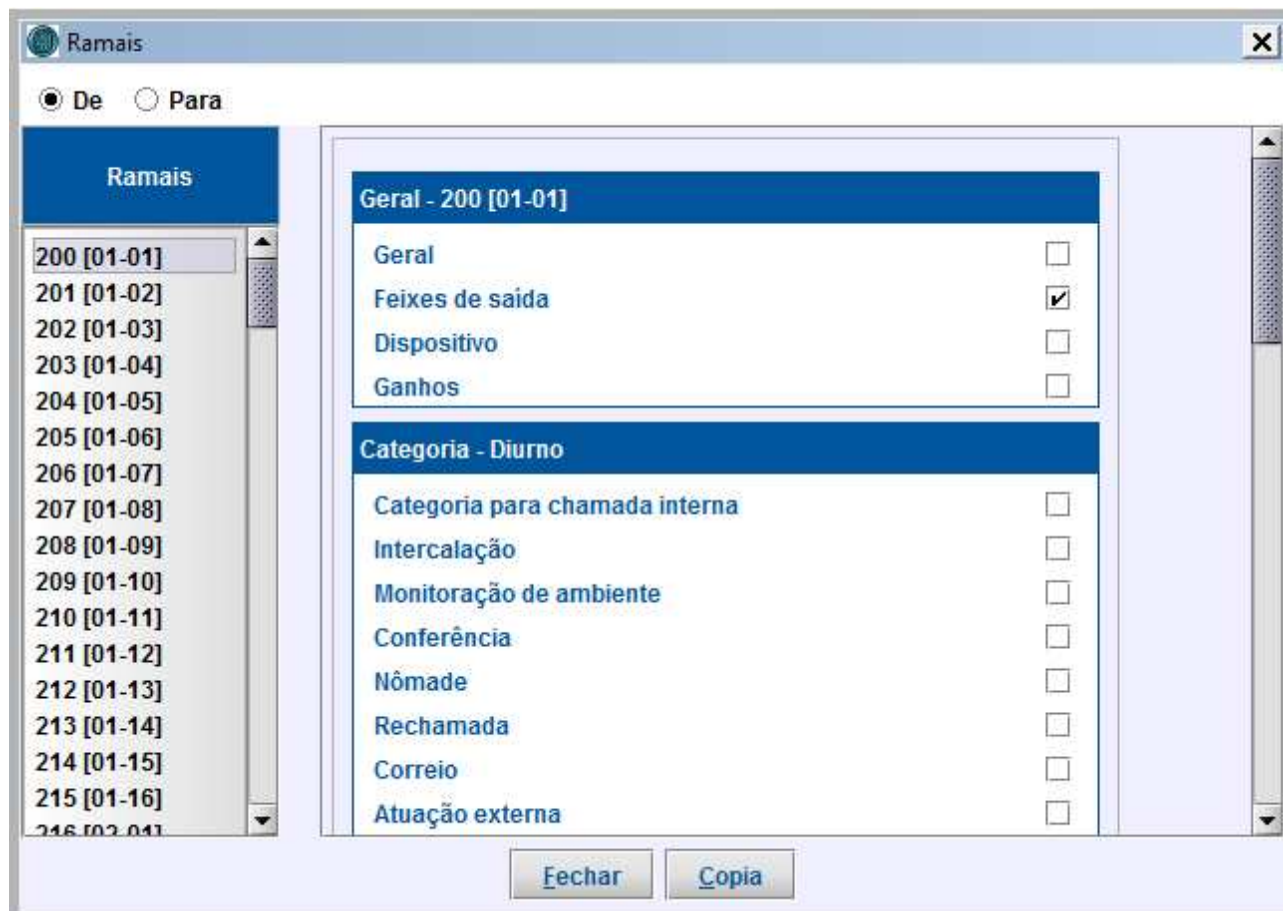 Ramais
De Para
Ramais
200 [01-01]
201 [01-02]
202 [01-03]
203 [01-04]
204 [01-05]
205 [01-06]
206 [01-07]
207 [01-08]
208 [01-09]
209 [01-10]
210 [01-11]
211 [01-12]
212 [01-13]
213 [01-14]
214 [01-15]
215 [01-16]
216 [02-01]
Geral - 200 [01-01]
Geral
Feixes de saída
Dispositivo
Ganhos
Categoria - Diurno
Categoria para chamada interna
Intercalação
Monitoração de ambiente
Conferência
Nômade
Rechamada
Correio
Atuação externa
Fechar Copia